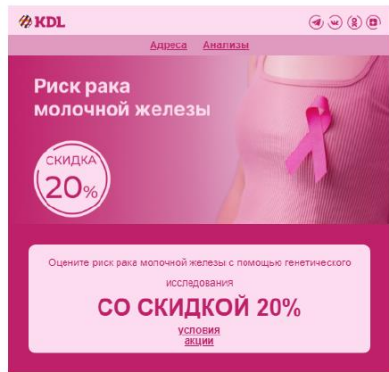 KDL
Адреса Анализы
Риск рака
молочной железы
СКИДКА
20%
Оцените риск рака молочной железы с помощью генетического
исследования
СО СКИДКОЙ 20%
условия
акции